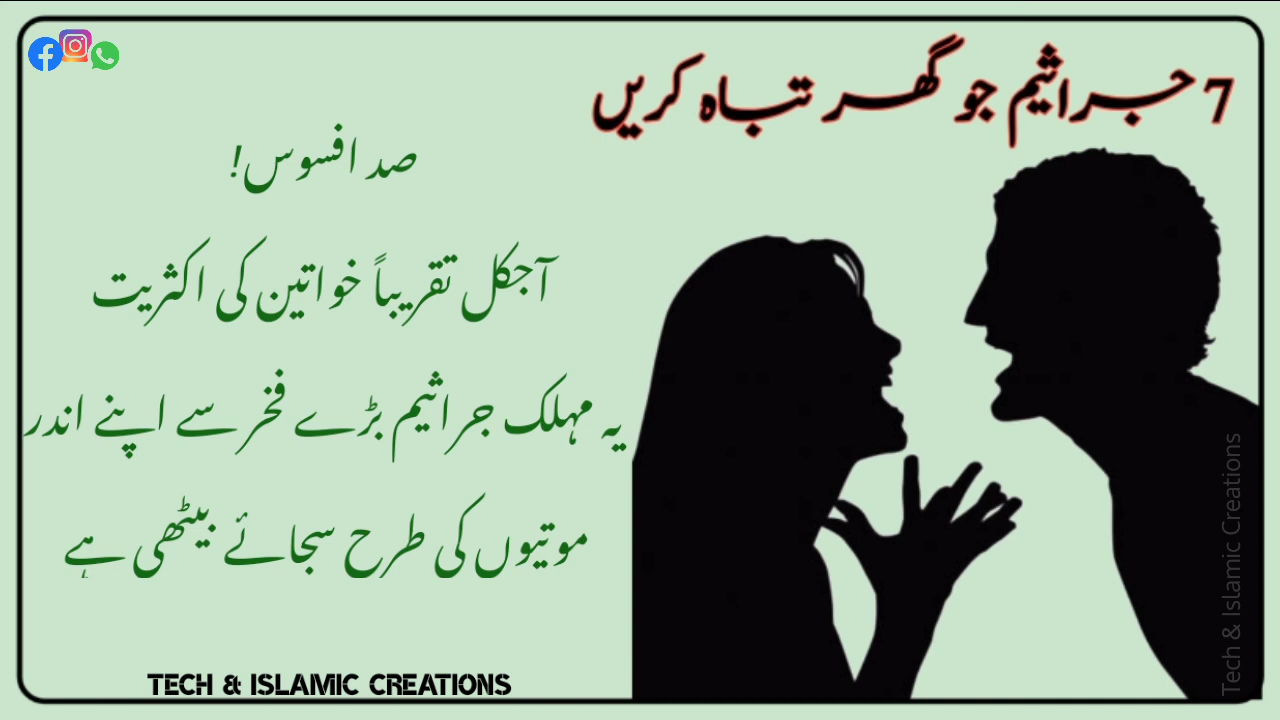 7 جراثیم جو گھر تباہ کریں
صد افسوس!
آجکل تقریباً خواتین کی اکثریت
یہ مہلک جراثیم بڑے فخر سے اپنے اندر
موتیوں کی طرح سجائے بیٹھی ہے
TECH & ISLAMIC CREATIONS
Tech & Islamic Creations